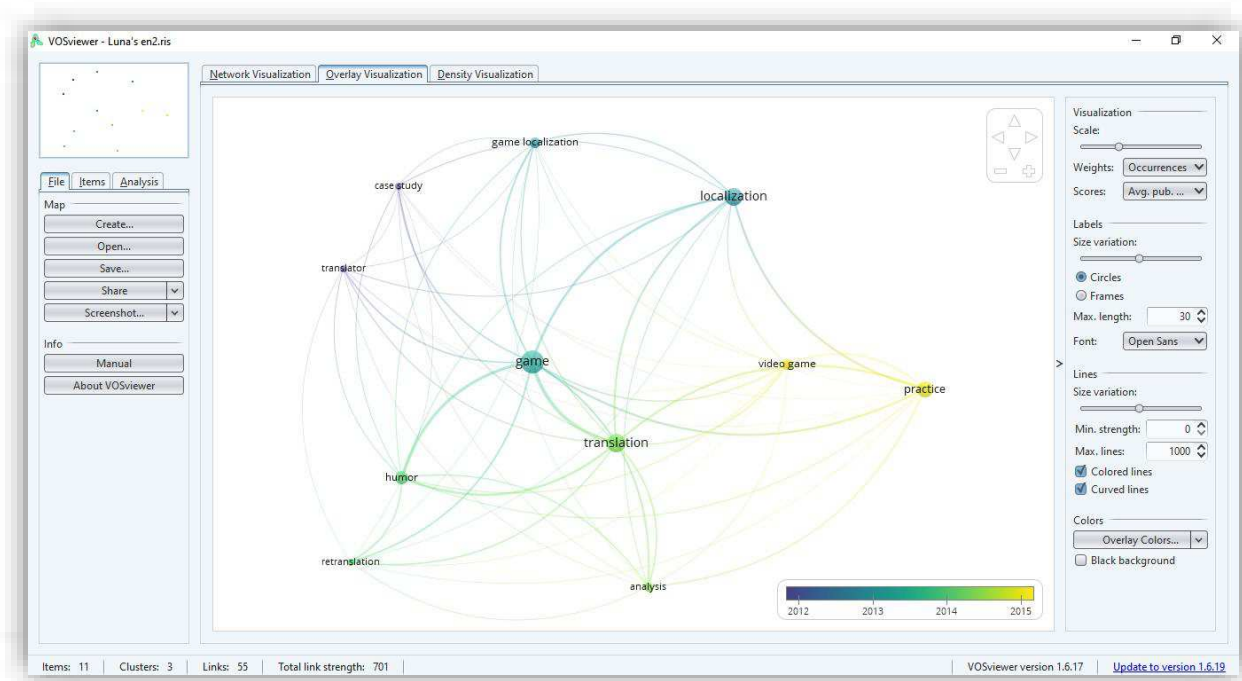 VOSviewer - Luna's en2.ris
Network Visualization Overlay Visualization Density Visualization
File Items Analysis
Map
Create...
Open...
Save...
Share
Screenshot...
Info
Manual
About VOSviewer
game localization
case study
localization
translator
game
video game
practice
translation
humor
retranslation
analysis
2012 2013 2014 2015
Visualization
Scale:
Weights: Occurrences
Scores: Avg. pub. ...
Labels
Size variation:
Circles
Frames
Max. length: 30
Font: Open Sans
>
Lines
Size variation:
Min. strength: 0
Max. lines: 1000
Colored lines
Curved lines
Colors
Overlay Colors...
Black background
Items: 11 Clusters: 3 Links: 55 Total link strength: 701 VOSviewer version 1.6.17 Update to version 1.6.19